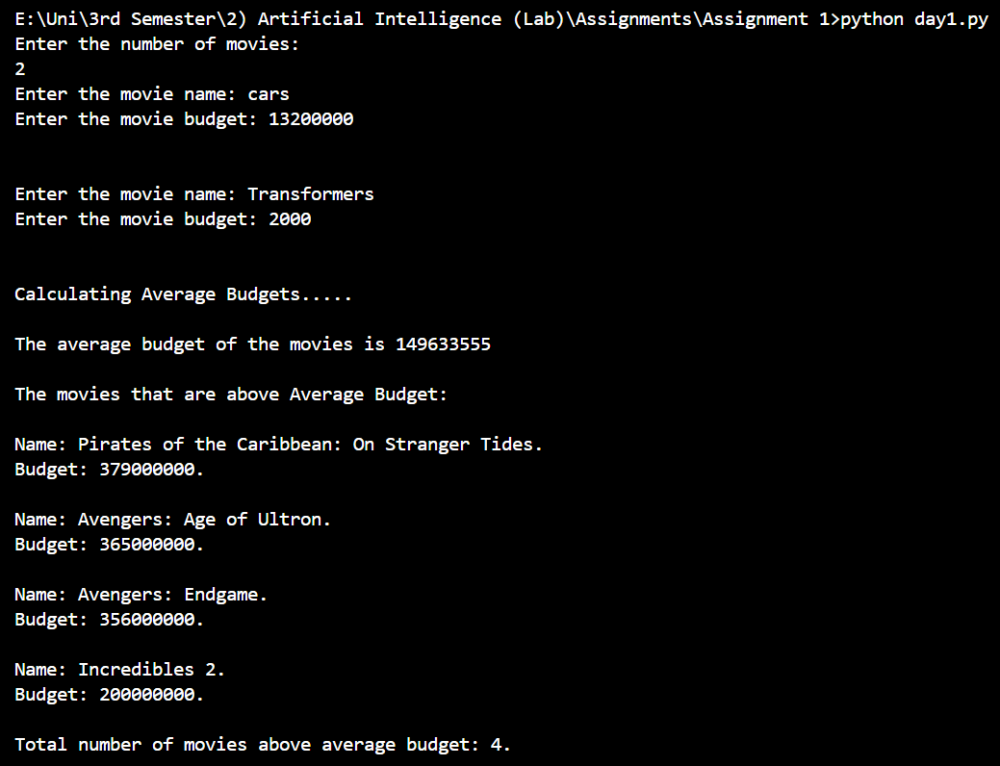 E:\Uni\3rd Semester\2) Artificial Intelligence (Lab)\Assignments\Assignment 1>python day1.py
Enter the number of movies:
2
Enter the movie name: cars
Enter the movie budget: 13200000
Enter the movie name: Transformers
Enter the movie budget: 2000
Calculating Average Budgets.....
The average budget of the movies is 149633555
The movies that are above Average Budget:
Name: Pirates of the Caribbean: On Stranger Tides.
Budget: 379000000.
Name: Avengers: Age of Ultron.
Budget: 365000000.
Name: Avengers: Endgame.
Budget: 356000000.
Name: Incredibles 2.
Budget: 200000000.
Total number of movies above average budget: 4.